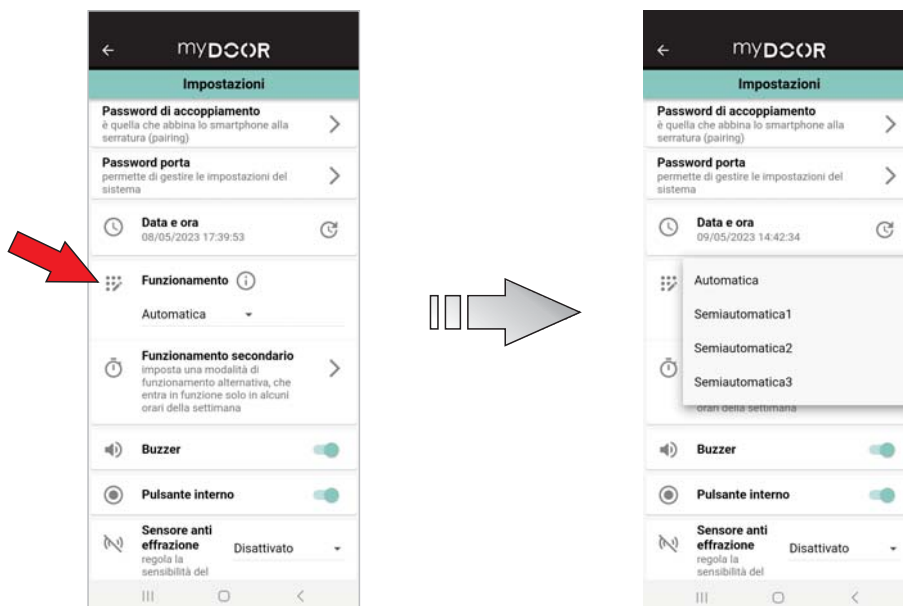 myDOOR
Impostazioni
Password di accoppiamento
è quella che abbina lo smartphone alla
serratura (pairing)
Password porta
permette di gestire le impostazioni del
sistema
Data e ora
08/05/2023 17:39:53
Funzionamento
Automatica
Funzionamento secondario
imposta una modalità di
funzionamento alternativa, che
entra in funzione solo in alcuni
orari della settimana
Buzzer
Pulsante interno
Sensore anti
effrazione
Disattivato
regola la
sensibilità del
myDOOR
Impostazioni
Password di accoppiamento
è quella che abbina lo smartphone alla
serratura (pairing)
Password porta
permette di gestire le impostazioni del
sistema
Data e ora
09/05/2023 14:42:34
Automatica
Semiautomatica1
Semiautomatica2
Semiautomatica3
orari della settimana
Buzzer
Pulsante interno
Sensore anti
effrazione
Disattivato
regola la
sensibilità del